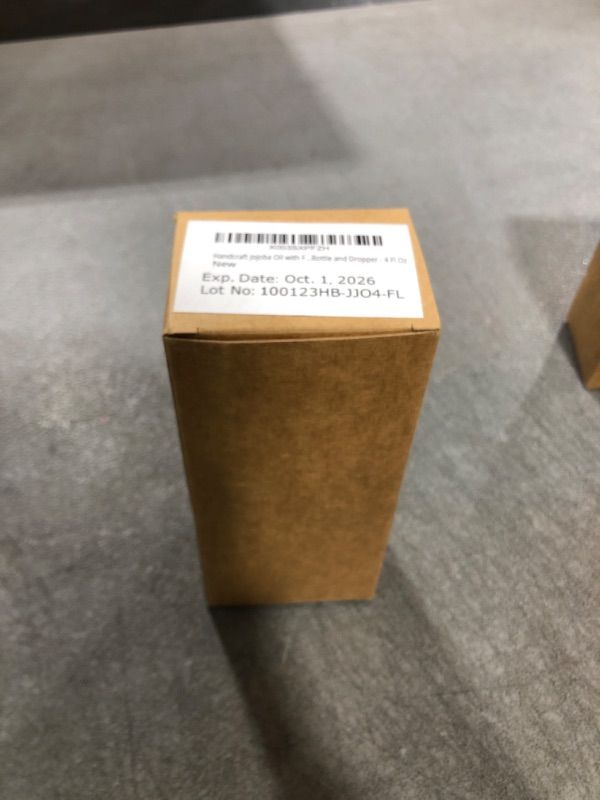 Handcraft Jojoba Oil with F...Bottle and Dropper - 4 Fl Oz
New
Exp. Date: Oct. 1, 2026
Lot No: 100123HB-JJO4-FL